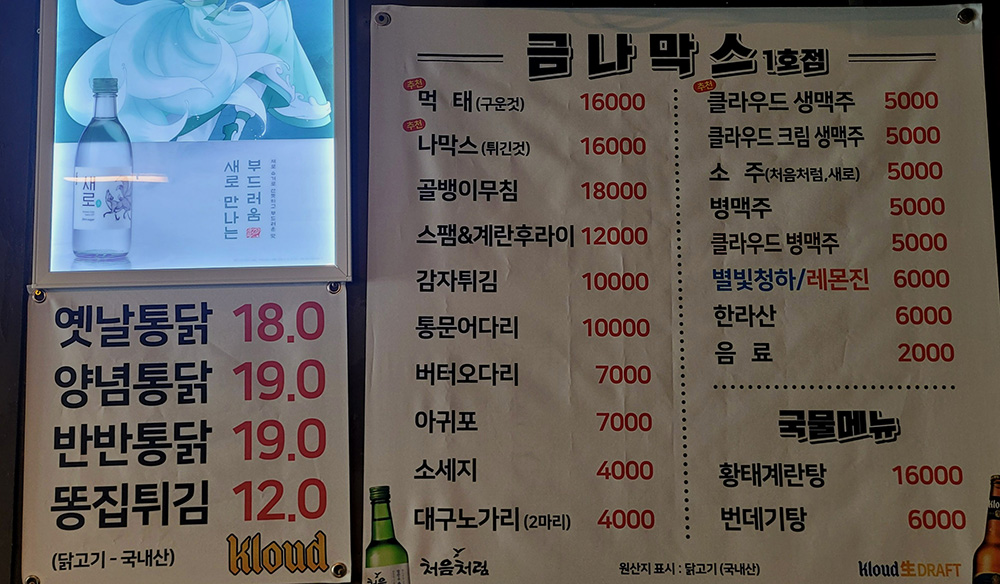 새로
부드러움
새로 만나는
옛날통닭 18.0
양념통닭 19.0
반반통닭 19.0
똥집튀김 12.0
(닭고기 - 국내산)
kloud
금나막스 1호점
추천
먹 태 (구운것) 16000
추천
나막스 (튀긴것) 16000
골뱅이무침 18000
스팸&계란후라이 12000
감자튀김 10000
통문어다리 10000
버터오다리 7000
아귀포 7000
소세지 4000
대구노가리 (2마리) 4000
처음처럼
추천
클라우드 생맥주 5000
클라우드 크림 생맥주 5000
소 주(처음처럼,새로) 5000
병맥주 5000
클라우드 병맥주 5000
별빛청하/레몬진 6000
한라산 6000
음 료 2000
국물메뉴
황태계란탕 16000
번데기탕 6000
원산지 표시 : 닭고기 (국내산)
kloud 生 DRAFT